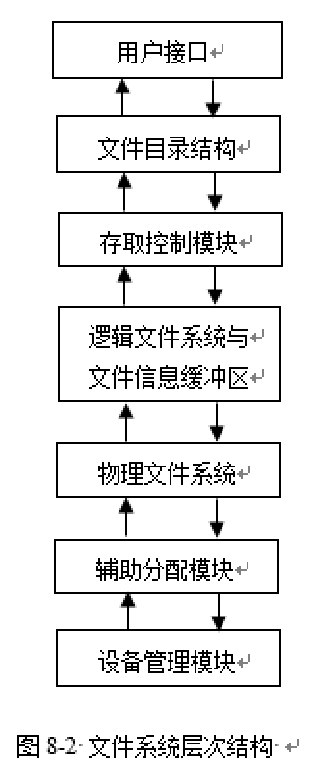 用户接口
文件目录结构
存取控制模块
逻辑文件系统与
文件信息缓冲区
物理文件系统
辅助分配模块
设备管理模块
图 8-2 文件系统层次结构